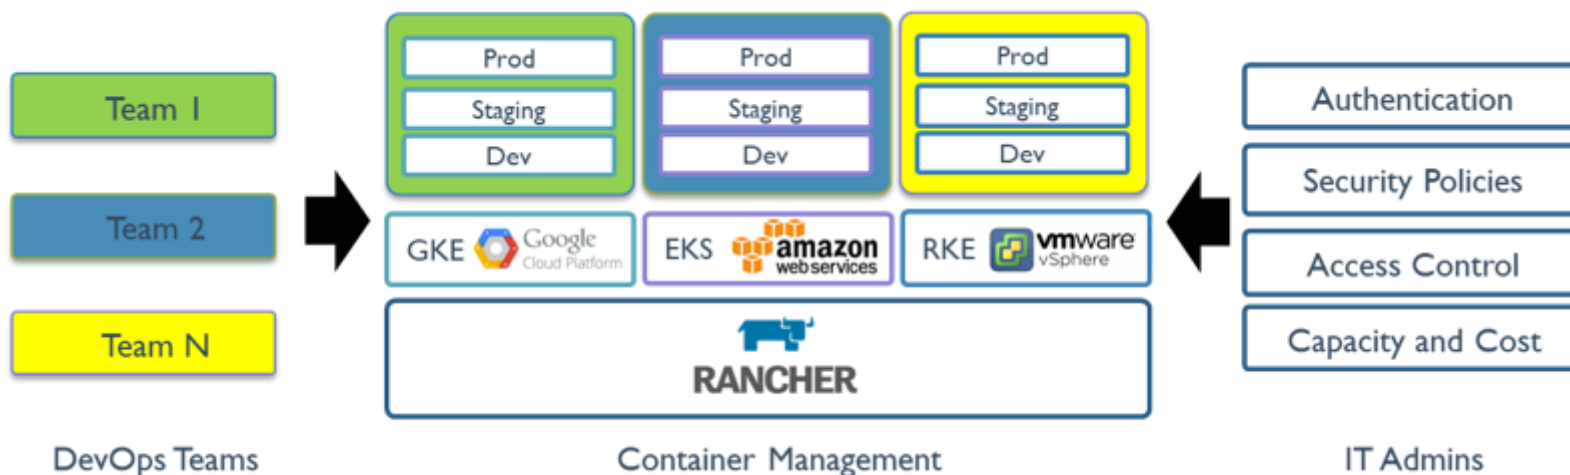 Team 1
Team 2
Team N
DevOps Teams
Prod
Staging
Dev
Prod
Staging
Dev
Prod
Staging
Dev
GKE Google Cloud Platform
EKS amazon webservices
RKE vmware vSphere
RANCHER
Container Management
Authentication
Security Policies
Access Control
Capacity and Cost
IT Admins